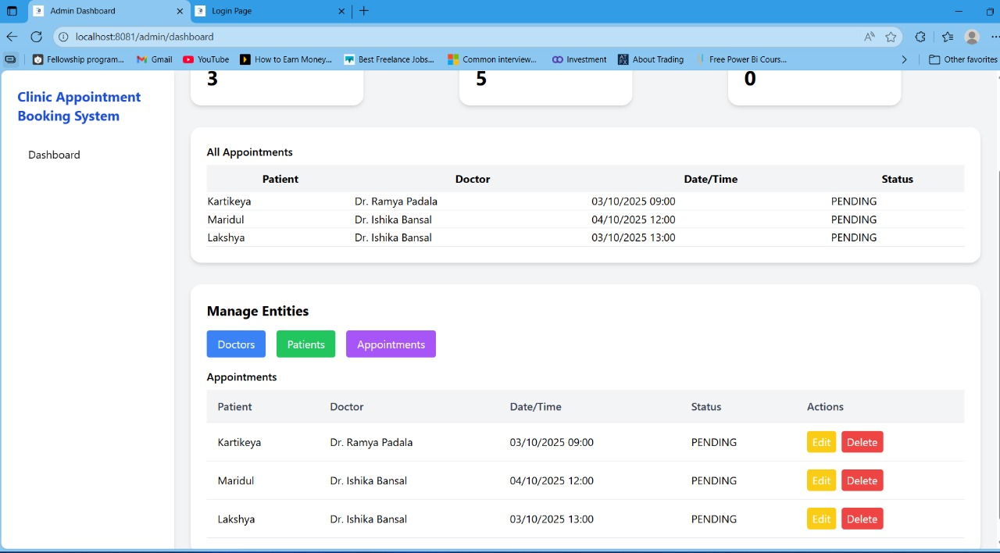 Admin Dashboard Login Page
localhost:8081/admin/dashboard
Fellowship program... Gmail YouTube How to Earn Money... Best Freelance Jobs... Common interview... Investment About Trading Free Power Bi Cours... Other favorites
Clinic Appointment
Booking System
Dashboard
3 5 0
All Appointments
Patient Doctor Date/Time Status
Kartikeya Dr. Ramya Padala 03/10/2025 09:00 PENDING
Maridul Dr. Ishika Bansal 04/10/2025 12:00 PENDING
Lakshya Dr. Ishika Bansal 03/10/2025 13:00 PENDING
Manage Entities
Doctors Patients Appointments
Appointments
Patient Doctor Date/Time Status Actions
Kartikeya Dr. Ramya Padala 03/10/2025 09:00 PENDING Edit Delete
Maridul Dr. Ishika Bansal 04/10/2025 12:00 PENDING Edit Delete
Lakshya Dr. Ishika Bansal 03/10/2025 13:00 PENDING Edit Delete